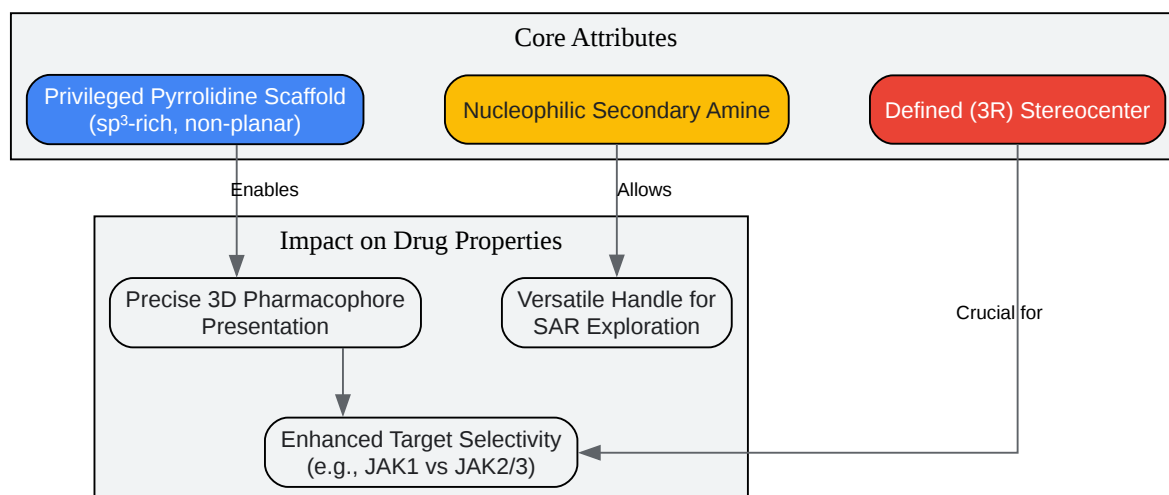 Core Attributes
Privileged Pyrrolidine Scaffold
(sp³-rich, non-planar)
Nucleophilic Secondary Amine
Defined (3R) Stereocenter
Enables
Allows
Impact on Drug Properties
Precise 3D Pharmacophore
Presentation
Versatile Handle for
SAR Exploration
Crucial for
Enhanced Target Selectivity
(e.g., JAK1 vs JAK2/3)